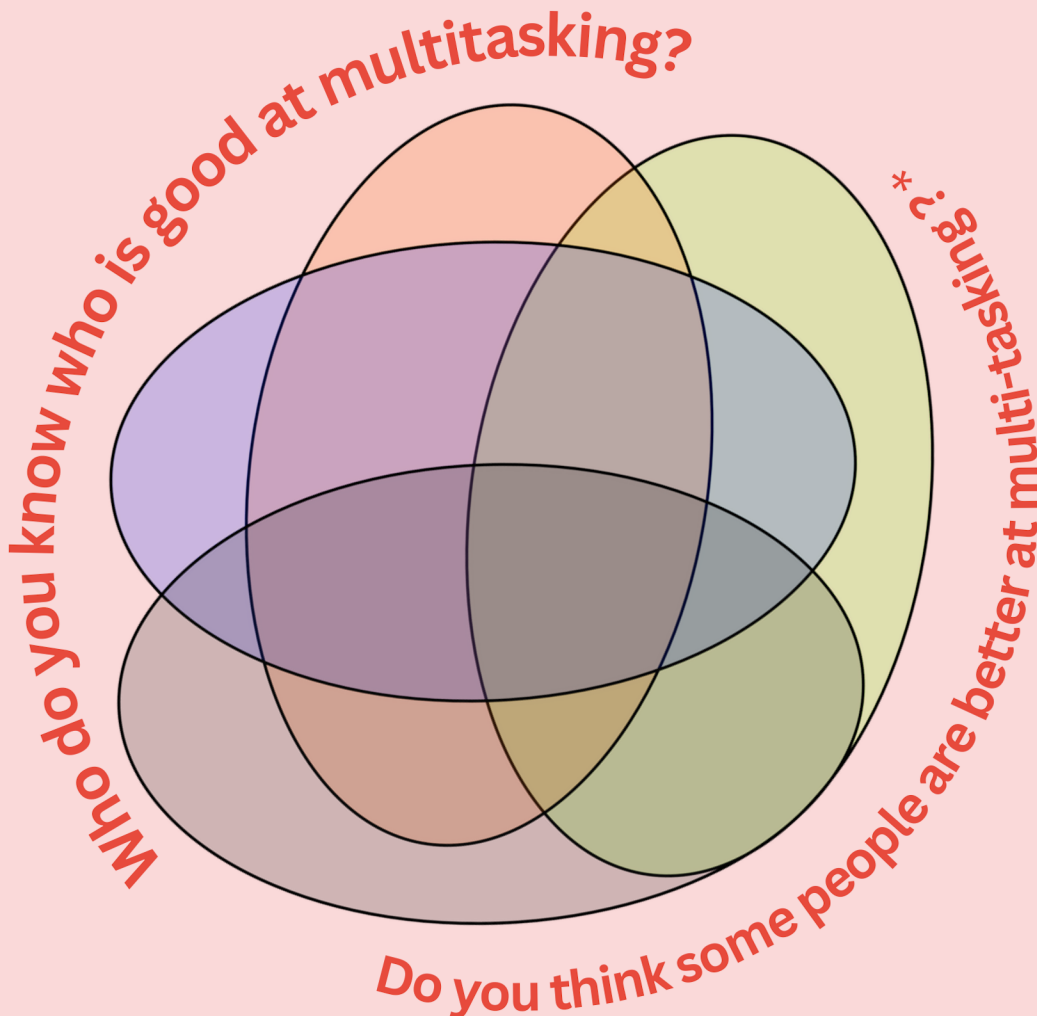 Who do you know who is good at multitasking?
Do you think some people are better at multi-tasking ? *